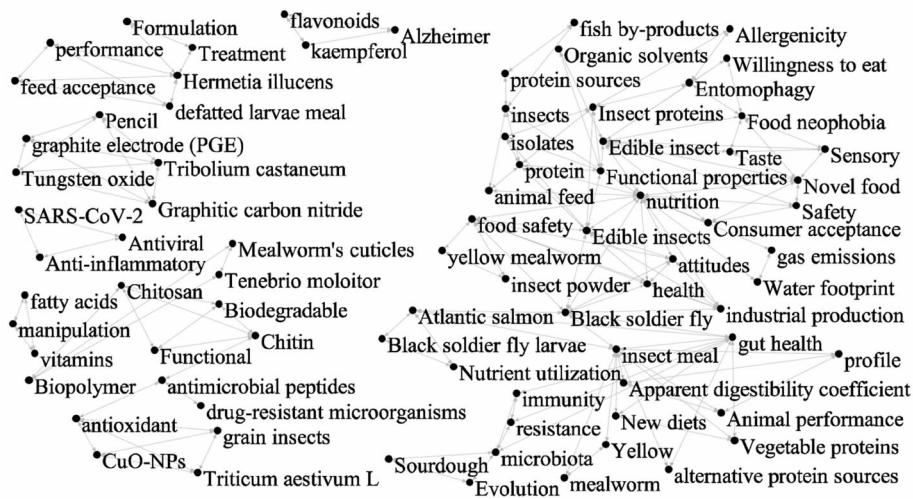 Formulation
performance
Treatment
feed acceptance
Hermetia illucens
defatted larvae meal
flavonoids
kaempferol
Alzheimer
Pencil
graphite electrode (PGE)
Tungsten oxide
Tribolium castaneum
Graphitic carbon nitride
SARS-CoV-2
Antiviral
Anti-inflammatory
Mealworm's cuticles
Tenebrio moloitor
fatty acids
Chitosan
Biodegradable
manipulation
vitamins
Functional
Chitin
Biopolymer
antimicrobial peptides
drug-resistant microorganisms
antioxidant
grain insects
CuO-NPs
Triticum aestivum L
fish by-products
Allergenicity
Organic solvents
Willingness to eat
protein sources
Entomophagy
insects
Insect proteins
Food neophobia
isolates
Edible insect
Taste
Sensory
protein
Functional properties
Novel food
animal feed
nutrition
Safety
food safety
Edible insects
Consumer acceptance
yellow mealworm
attitudes
gas emissions
insect powder
health
Water footprint
Atlantic salmon
Black soldier fly
industrial production
Black soldier fly larvae
insect meal
gut health
profile
Nutrient utilization
Apparent digestibility coefficient
immunity
New diets
Animal performance
resistance
Yellow
Vegetable proteins
Sourdough
microbiota
Evolution
mealworm
alternative protein sources